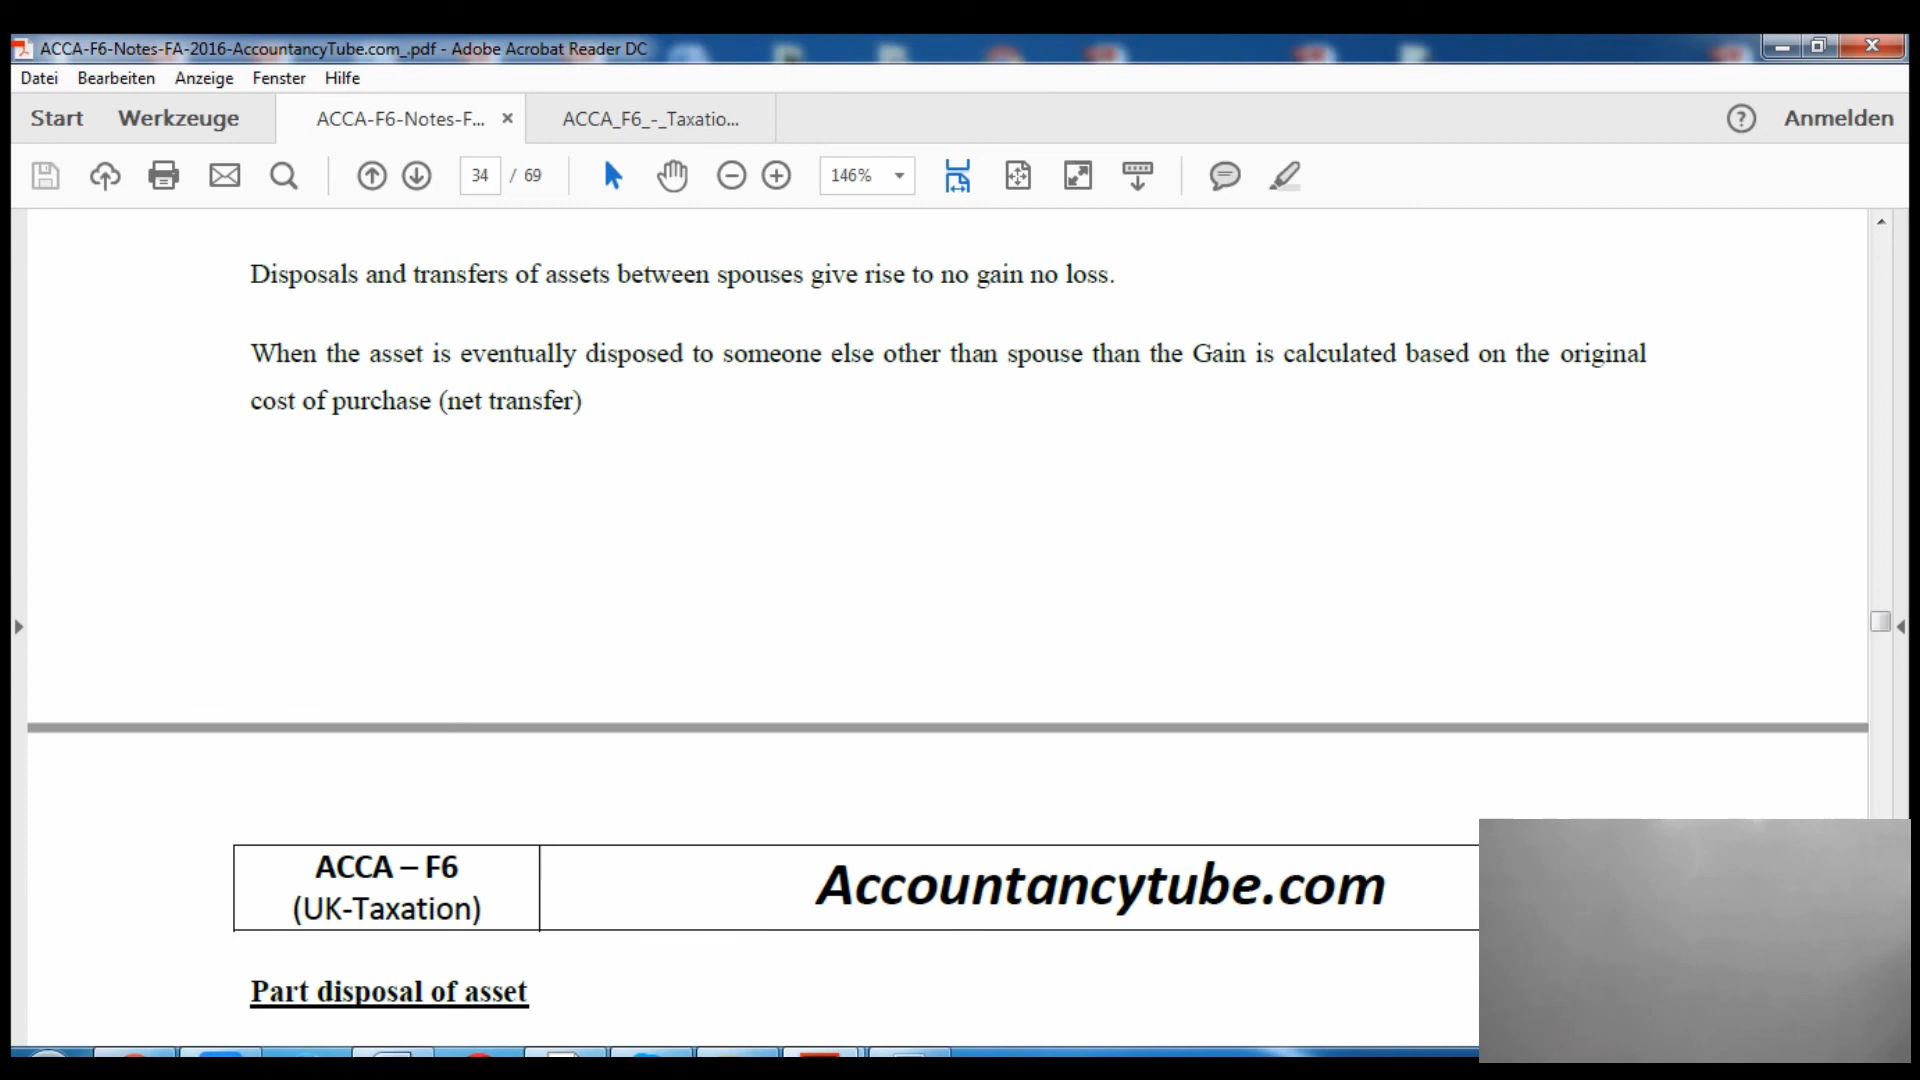 ACCA-F6-Notes-FA-2016-AccountancyTube.com_.pdf - Adobe Acrobat Reader DC
Datei Bearbeiten Anzeige Fenster Hilfe
Start Werkzeuge ACCA-F6-Notes-F... × ACCA_F6_-_Taxatio... ? Anmelden
34 / 69 146%
Disposals and transfers of assets between spouses give rise to no gain no loss.
When the asset is eventually disposed to someone else other than spouse than the Gain is calculated based on the original
cost of purchase (net transfer)
ACCA – F6
(UK-Taxation)
Accountancytube.com
Part disposal of asset